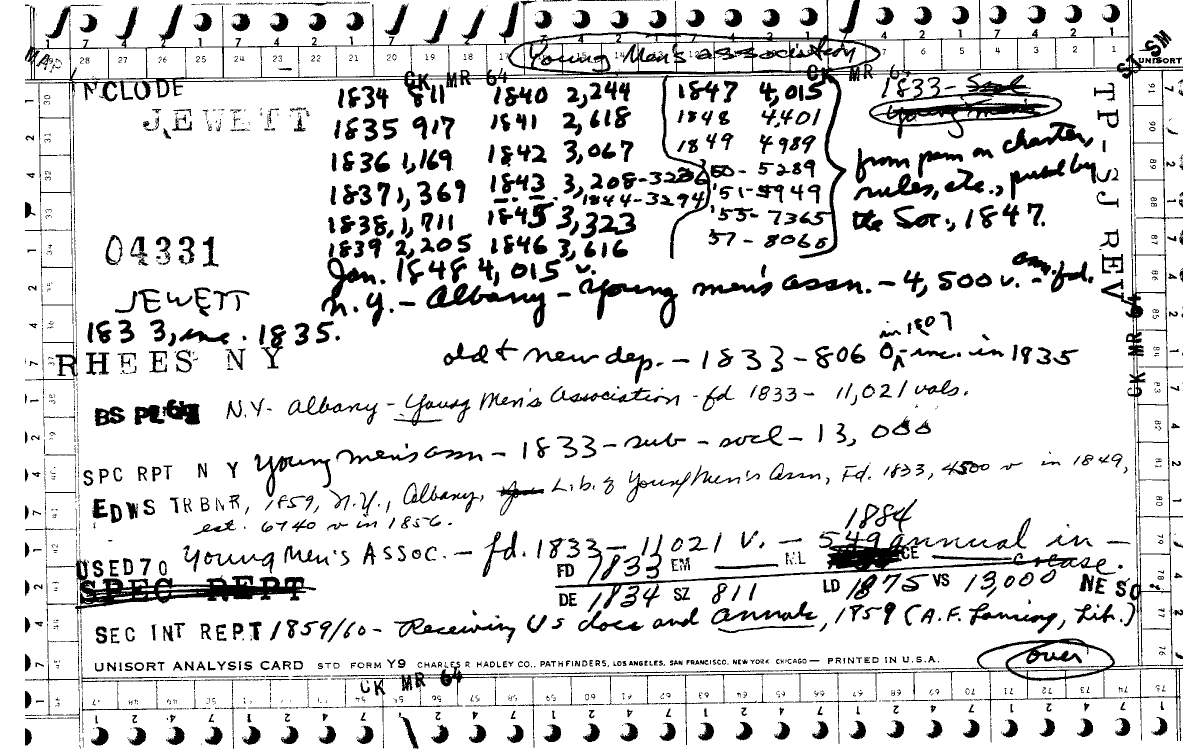 Young Men's association
MAP
UNISORT
SJ SM
CK MR 64
CK MR 64
NCLODE
JEWETT
1834 811 1840 2,244 1847 4,015 1833-
1835 917 1841 2,618 1848 4,401
1836 1,169 1842 3,067 1849 4989 from pam on charter,
1837 1,369 1843 3,208-3226 50- 5289 rules, etc., publ by
1844-3294 '51-5949
1838 1,711 1845 3,323 '55- 7365 the Soc., 1847.
1839 2,205 1846 3,616 57- 8065
TP-SJ REV
04331
Jan. 1848 4,015 v.
JEWETT N.Y.- Albany - Young men's assn. - 4,500 v. - fd.
1833, inc. 1835.
CK MR 64
RHEES NY old & new dep. - 1833 - 806 in 1807 inc. in 1835
BS PL N.Y- Albany - Young Men's Association - fd 1833- 11,021 vols.
SPC RPT N Y Young men's assn - 1833 - sub - socl - 13,000
EDWS TRBNR, 1859, N.Y., Albany, Lib. of Young Men's Assn, Fd. 1833, 4500 v in 1849,
est. 6740 v in 1856.
1884
USED70 Young Men's Assoc. - fd. 1833 - 11021 V. - 549 annual in-
crease.
FD 1833 EM NL CE
SPEC REPT
DE 1834 SZ 811 LD 1875 VS 13,000 NE SO
SEC INT REPT 1859/60 - Receiving US docs and Annals, 1859 (A.F. Lansing, Lib.)
UNISORT ANALYSIS CARD STD FORM Y9 CHARLES R. HADLEY CO., PATHFINDERS, LOS ANGELES, SAN FRANCISCO, NEW YORK CHICAGO — PRINTED IN U.S.A.
over
CK MR 64